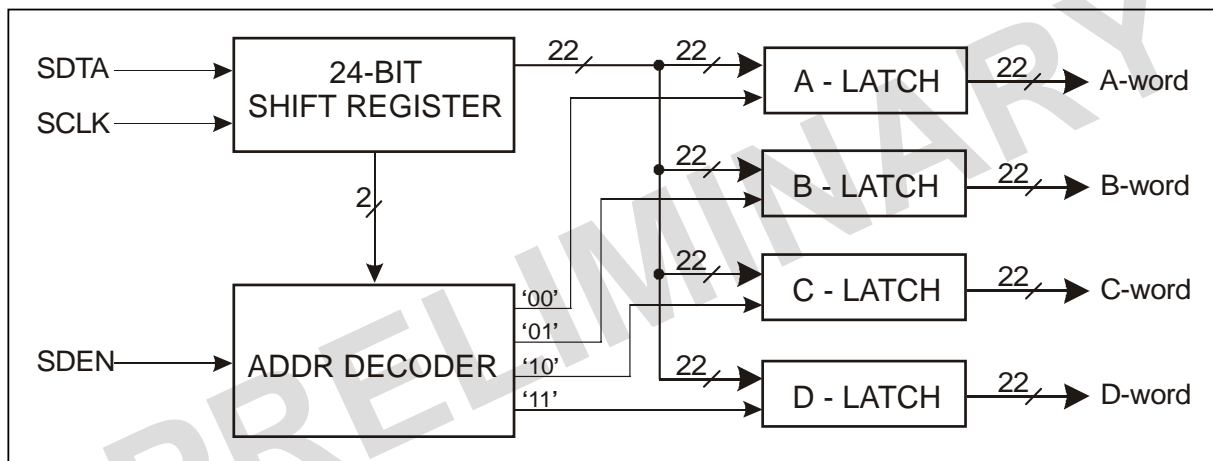 SDTA
SCLK
24-BIT
SHIFT REGISTER
22
22
A - LATCH
22
A-word
22
B - LATCH
22
B-word
2
22
C - LATCH
22
C-word
SDEN
ADDR DECODER
‘00’
‘01’
‘10’
‘11’
22
D - LATCH
22
D-word
PRELIMINARY